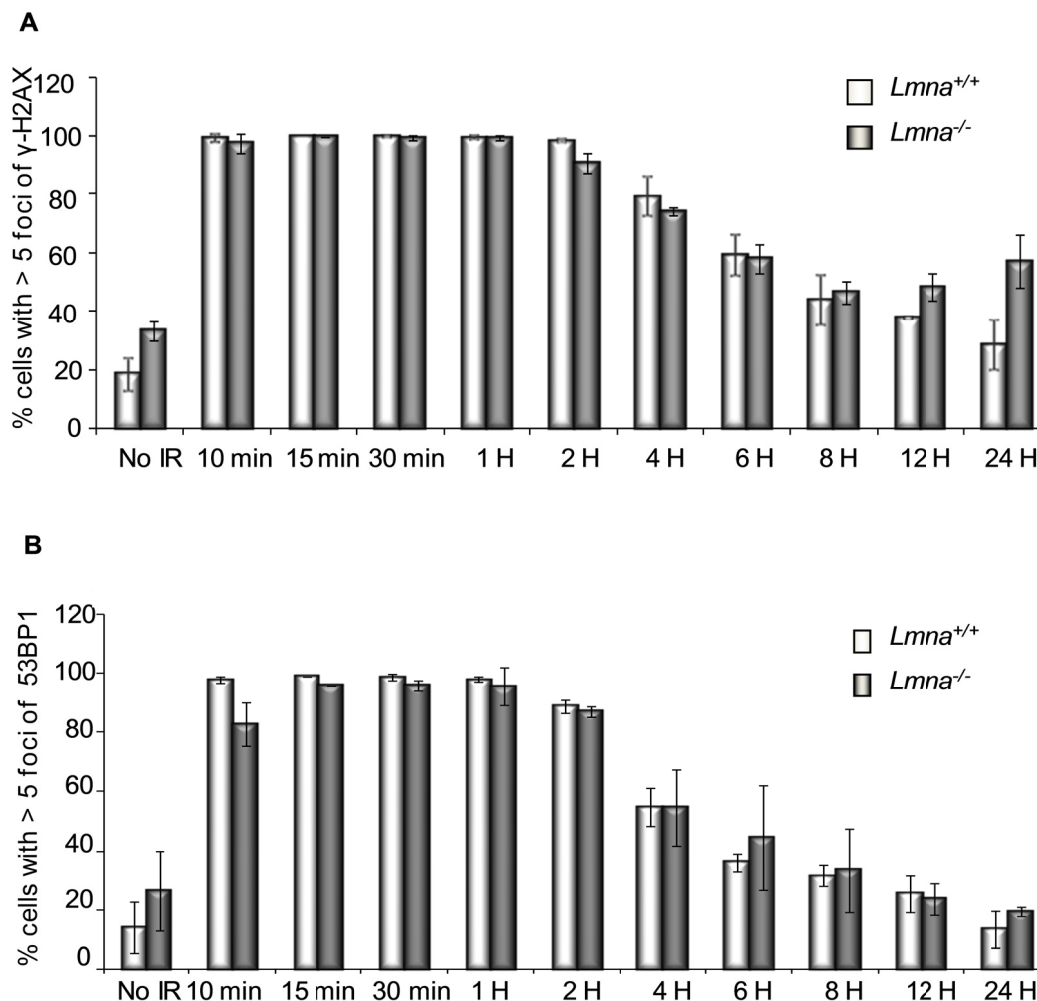 A
% cells with > 5 foci of γ-H2AX
120
100
80
60
40
20
0
Lmna+/+
Lmna-/-
No IR 10 min 15 min 30 min 1 H 2 H 4 H 6 H 8 H 12 H 24 H
B
% cells with > 5 foci of 53BP1
120
100
80
60
40
20
0
Lmna+/+
Lmna-/-
No IR 10 min 15 min 30 min 1 H 2 H 4 H 6 H 8 H 12 H 24 H